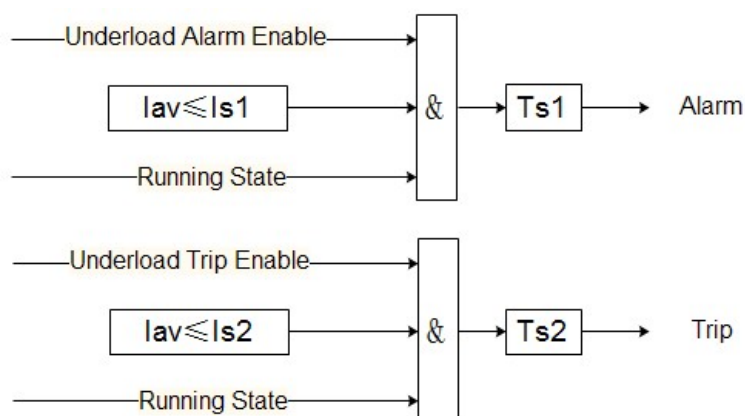 Underload Alarm Enable
Iav≤Is1 & Ts1 Alarm
Running State
Underload Trip Enable
Iav≤Is2 & Ts2 Trip
Running State